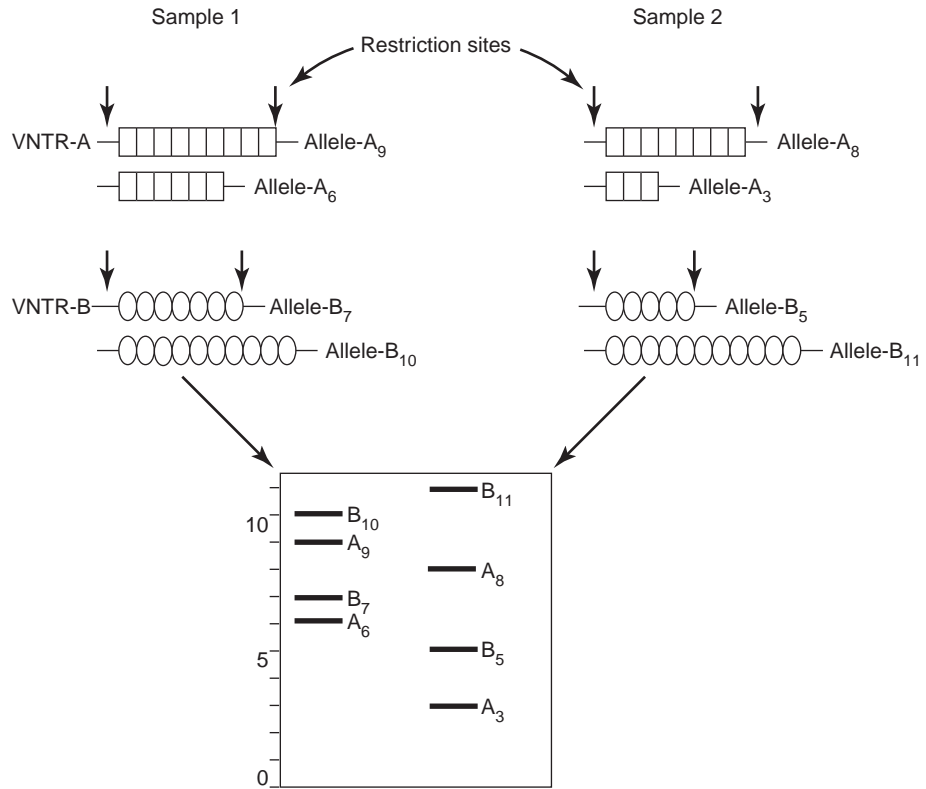 Sample 1 Sample 2
Restriction sites
VNTR-A Allele-A9 Allele-A8
Allele-A6 Allele-A3
VNTR-B Allele-B7 Allele-B5
Allele-B10 Allele-B11
B11
10 B10
A9
A8
B7
A6
5 B5
A3
0